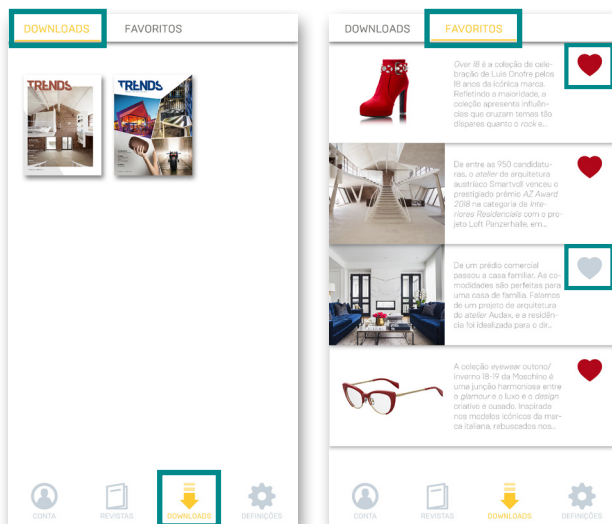 DOWNLOADS FAVORITOS
TRENDS
TRENDS
CONTA REVISTAS DOWNLOADS DEFINIÇÕES
DOWNLOADS FAVORITOS
Over 18 é a coleção de cele-
bração de Luis Onofre pelos
18 anos da icónica marca.
Refletindo a maioridade, a
coleção apresenta influên-
cias que cruzam temas tão
díspares quanto o rock e...
De entre as 950 candidatu-
ras, o atelier de arquitetura
austríaco Smartvoll venceu o
prestigiado prémio AZ Award
2018 na categoria de Inte-
riores Residenciais com o pro-
jeto Loft Panzerhalle, em...
De um prédio comercial
passou a casa familiar. As co-
modidades são perfeitas para
uma casa de família. Falamos
de um projeto de arquitetura
do atelier Audax, e a residên-
cia foi idealizada para o dir...
A coleção eyewear outono/
inverno 18-19 da Moschino é
uma junção harmoniosa entre
o glamour e o luxo e o design
criativo e ousado. Inspirada
nos modelos icónicos da mar-
ca italiana, rebuscados nos...
CONTA REVISTAS DOWNLOADS DEFINIÇÕES